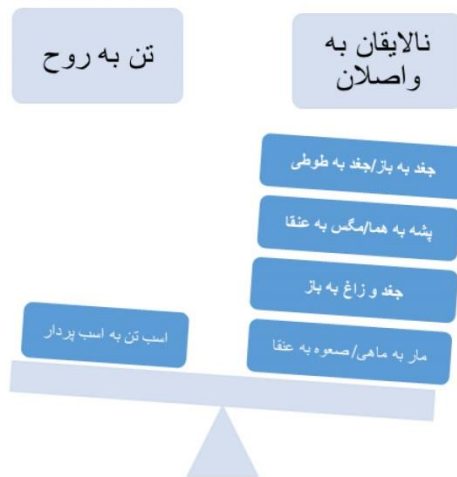 نالایقان به
واصلان
تن به روح
جغد به باز/جغد به طوطی
پشه به هما/مگس به عنقا
جغد و زاغ به باز
مار به ماهی/صعوه به عنقا
اسب تن به اسب پردار